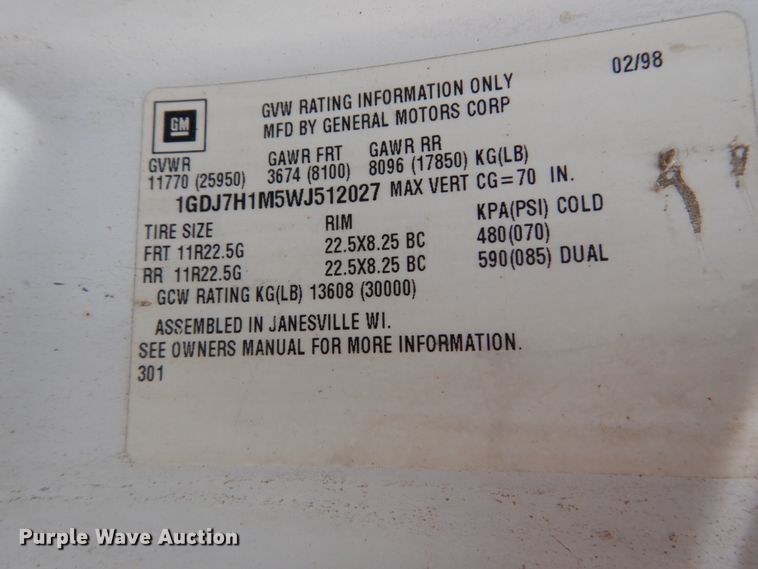 GM
GVW RATING INFORMATION ONLY 02/98
MFD BY GENERAL MOTORS CORP
GVWR GAWR FRT GAWR RR
11770 (25950) 3674 (8100) 8096 (17850) KG(LB)
1GDJ7H1M5WJ512027 MAX VERT CG=70 IN.
TIRE SIZE RIM KPA(PSI) COLD
FRT 11R22.5G 22.5X8.25 BC 480(070)
RR 11R22.5G 22.5X8.25 BC 590(085) DUAL
GCW RATING KG(LB) 13608 (30000)
ASSEMBLED IN JANESVILLE WI.
SEE OWNERS MANUAL FOR MORE INFORMATION.
301
Purple Wave Auction